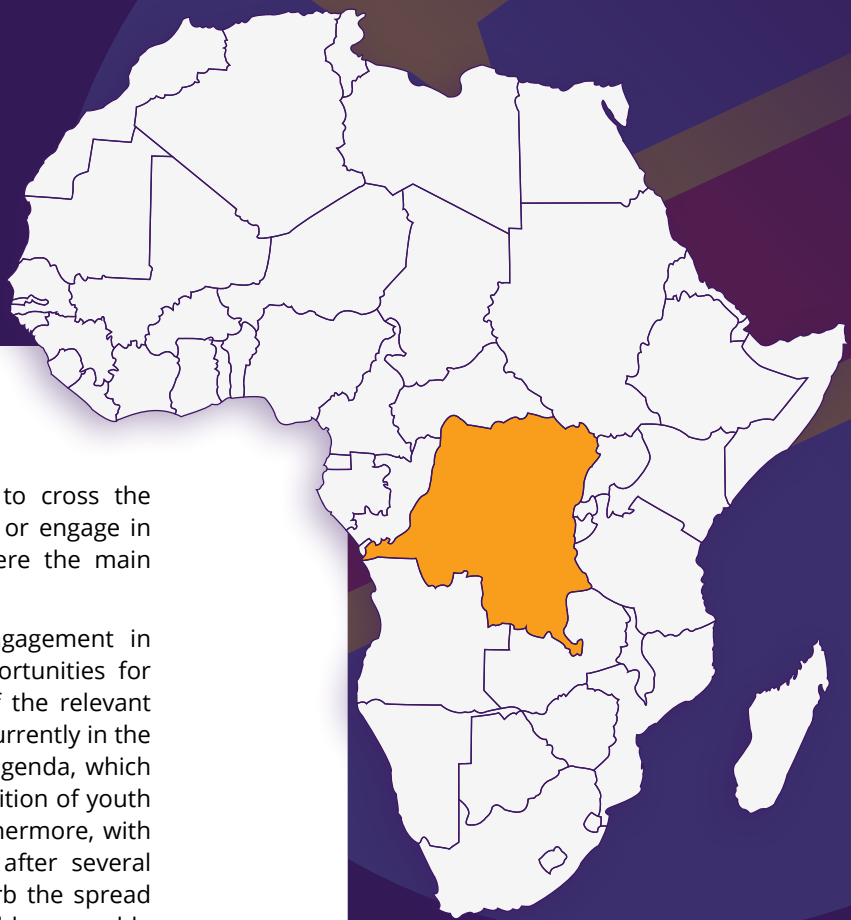 to cross the
or engage in
ere the main
gagement in
ortunities for
f the relevant
urrently in the
genda, which
ition of youth
hermore, with
after several
rb the spread